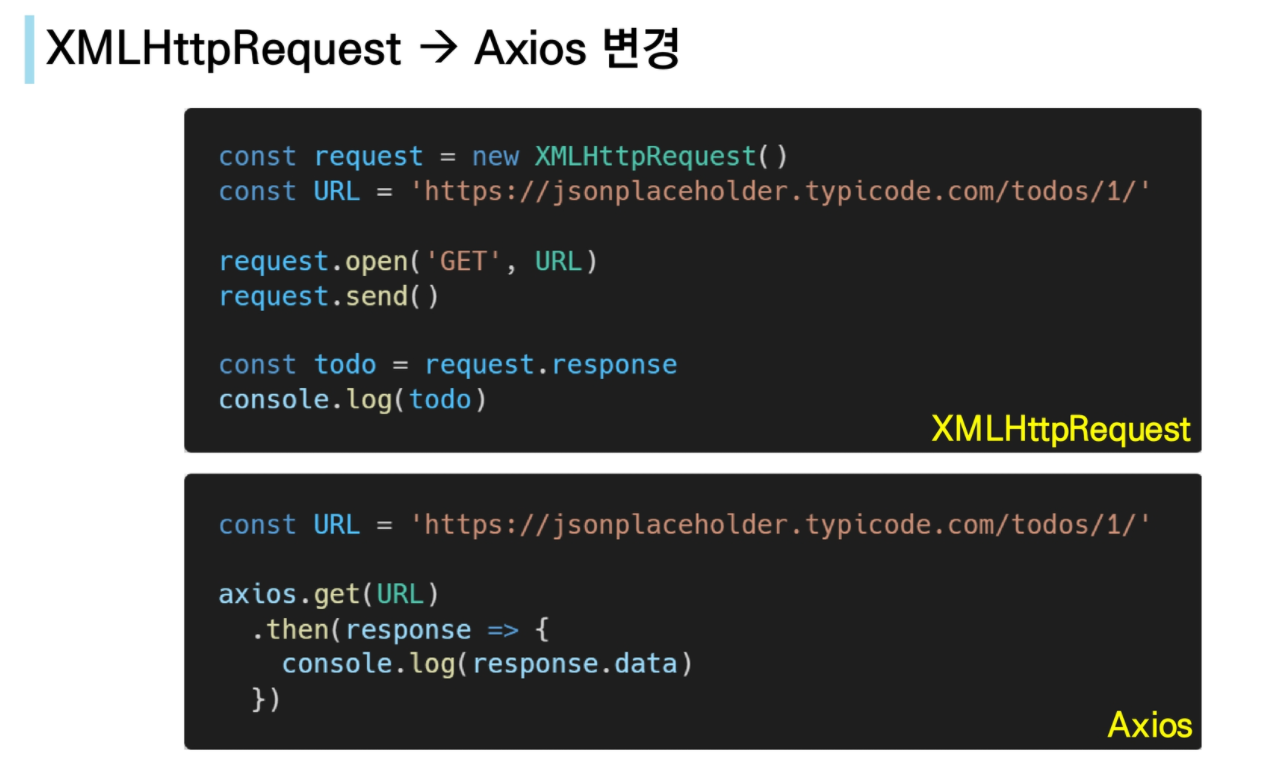 XMLHttpRequest → Axios 변경
const request = new XMLHttpRequest()
const URL = 'https://jsonplaceholder.typicode.com/todos/1/'
request.open('GET', URL)
request.send()
const todo = request.response
console.log(todo)
XMLHttpRequest
const URL = 'https://jsonplaceholder.typicode.com/todos/1/'
axios.get(URL)
  .then(response => {
    console.log(response.data)
  })
Axios